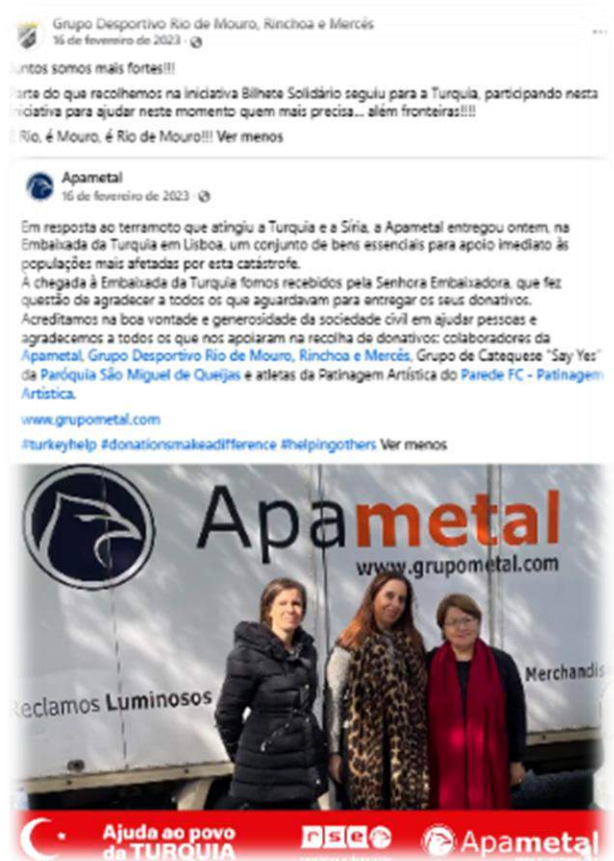 Grupo Desportivo Rio de Mouro, Rinchoa e Mercês
16 de fevereiro de 2023
untos somos mais fortes!!!
arte do que recolhemos na iniciativa Bilhete Solidário seguiu para a Turquia, participando nesta
niciativa para ajudar neste momento quem mais precisa... além fronteiras!!!!
Rio, é Mouro, é Rio de Mouro!!! Ver menos
Apametal
16 de fevereiro de 2023
Em resposta ao terramoto que atingiu a Turquia e a Síria, a Apametal entregou ontem, na
Embaixada da Turquia em Lisboa, um conjunto de bens essenciais para apoio imediato às
populações mais afetadas por esta catástrofe.
À chegada à Embaixada da Turquia fomos recebidos pela Senhora Embaixadora, que fez
questão de agradecer a todos os que aguardavam para entregar os seus donativos.
Acreditamos na boa vontade e generosidade da sociedade civil em ajudar pessoas e
agradecemos a todos os que nos apoiaram na recolha de donativos: colaboradores da
Apametal, Grupo Desportivo Rio de Mouro, Rinchoa e Mercês, Grupo de Catequese "Say Yes"
da Paróquia São Miguel de Queijas e atletas da Patinagem Artística do Parede FC - Patinagem
Artística.
www.grupometal.com
#turkeyhelp #donationsmakeadifference #helpingothers Ver menos
Apametal
www.grupometal.com
Reclamos Luminosos
Merchandis
Ajuda ao povo
da TURQUIA
rse
Apametal